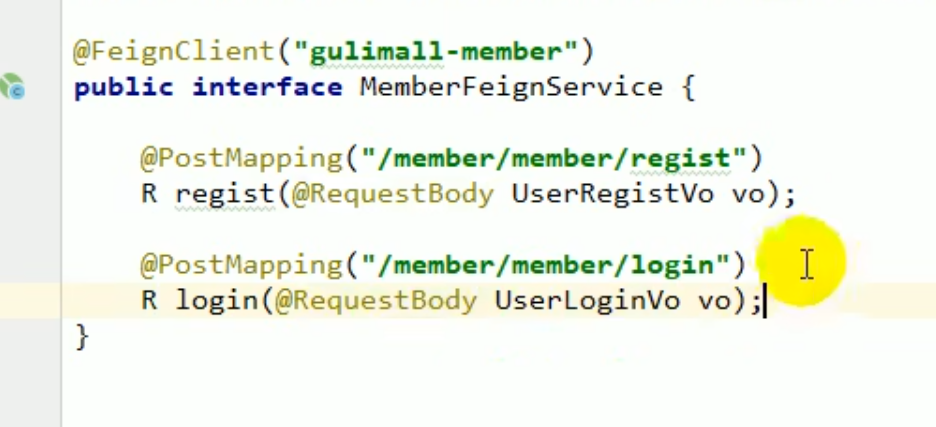 @FeignClient("gulimall-member")
public interface MemberFeignService {
@PostMapping("/member/member/regist")
R regist(@RequestBody UserRegistVo vo);
@PostMapping("/member/member/login")
R login(@RequestBody UserLoginVo vo);
}